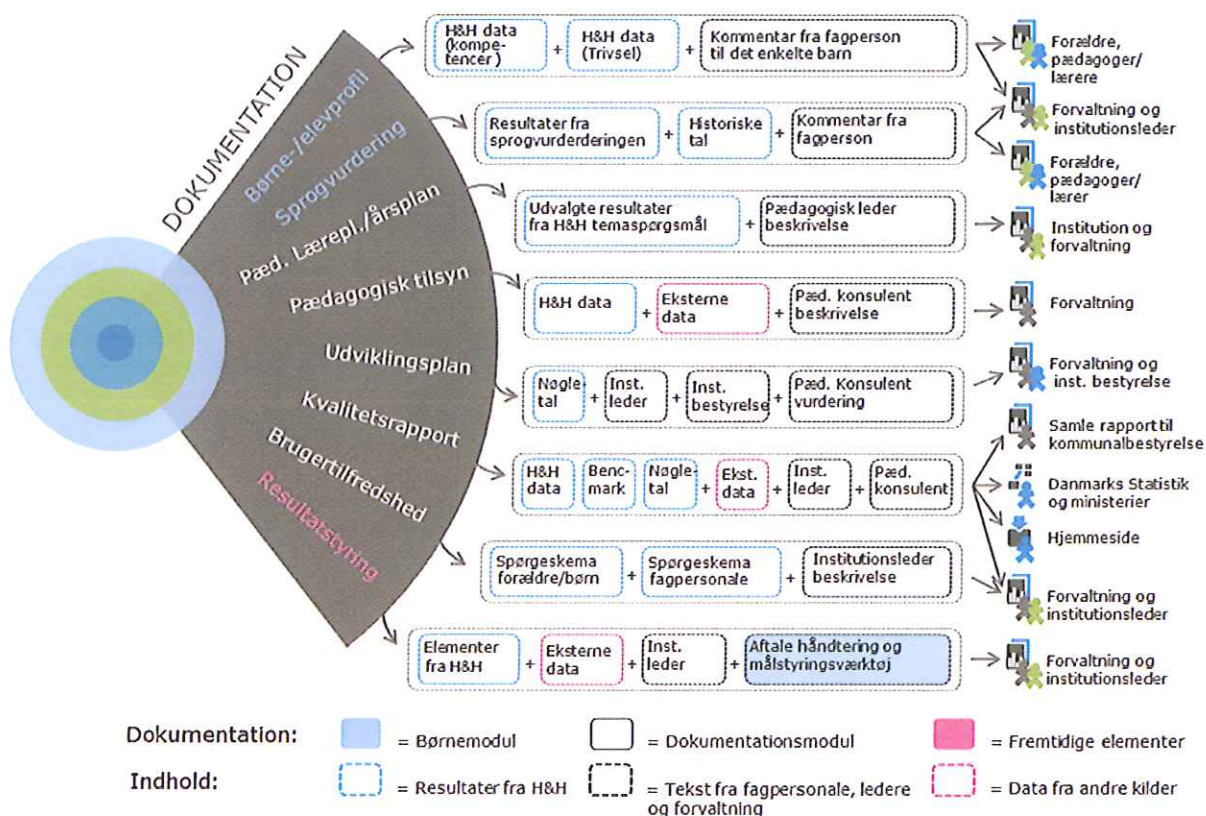 DOKUMENTATION
Børne-/elevprofil
Sprogvurdering
Pæd. Lærepl./årsplan
Pædagogisk tilsyn
Udviklingsplan
Kvalitetsrapport
Brugertilfredshed
Resultatstyring
H&H data
(kompe-
tencer)
+
H&H data
(Trivsel)
+
Kommentar fra fagperson
til det enkelte barn
Forældre,
pædagoger/
lærere
Resultater fra
sprogvurderderingen
+
Historiske
tal
+
Kommentar fra
fagperson
Forvaltning og
institutionsleder
Forældre,
pædagoger/
lærer
Udvalgte resultater
fra H&H temaspørgsmål
+
Pædagogisk leder
beskrivelse
Institution og
forvaltning
H&H data
+
Eksterne
data
+
Pæd. konsulent
beskrivelse
Forvaltning
Nøgle-
tal
+
Inst.
leder
+
Inst.
bestyrelse
+
Pæd. Konsulent
vurdering
Forvaltning og
inst. bestyrelse
H&H
data
Benc-
mark
Nøgle-
tal
+
Ekst.
data
+
Inst.
leder
+
Pæd.
konsulent
Samle rapport til
kommunalbestyrelse
Danmarks Statistik
og ministerier
Hjemmeside
Spørgeskema
forældre/børn
+
Spørgeskema
fagpersonale
+
Institutionsleder
beskrivelse
Forvaltning og
institutionsleder
Elementer
fra H&H
+
Eksterne
data
+
Inst.
leder
+
Aftale håndtering og
målstyringsværktøj
Forvaltning og
institutionsleder
Dokumentation:
= Børnemodul
= Dokumentationsmodul
= Fremtidige elementer
Indhold:
= Resultater fra H&H
= Tekst fra fagpersonale, ledere
og forvaltning
= Data fra andre kilder